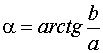 α = arctg b/a